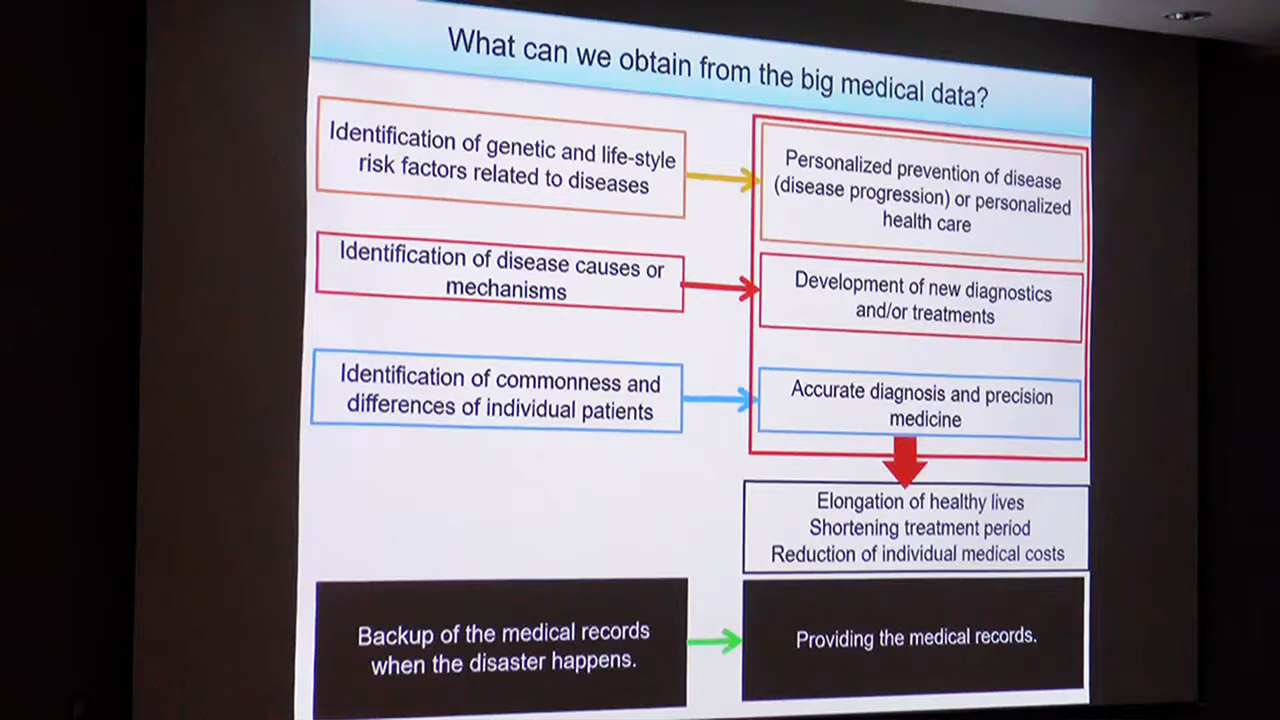 What can we obtain from the big medical data?
Identification of genetic and life-style
risk factors related to diseases
Personalized prevention of disease
(disease progression) or personalized
health care
Identification of disease causes or
mechanisms
Development of new diagnostics
and/or treatments
Identification of commonness and
differences of individual patients
Accurate diagnosis and precision
medicine
Elongation of healthy lives
Shortening treatment period
Reduction of individual medical costs
Backup of the medical records
when the disaster happens.
Providing the medical records.